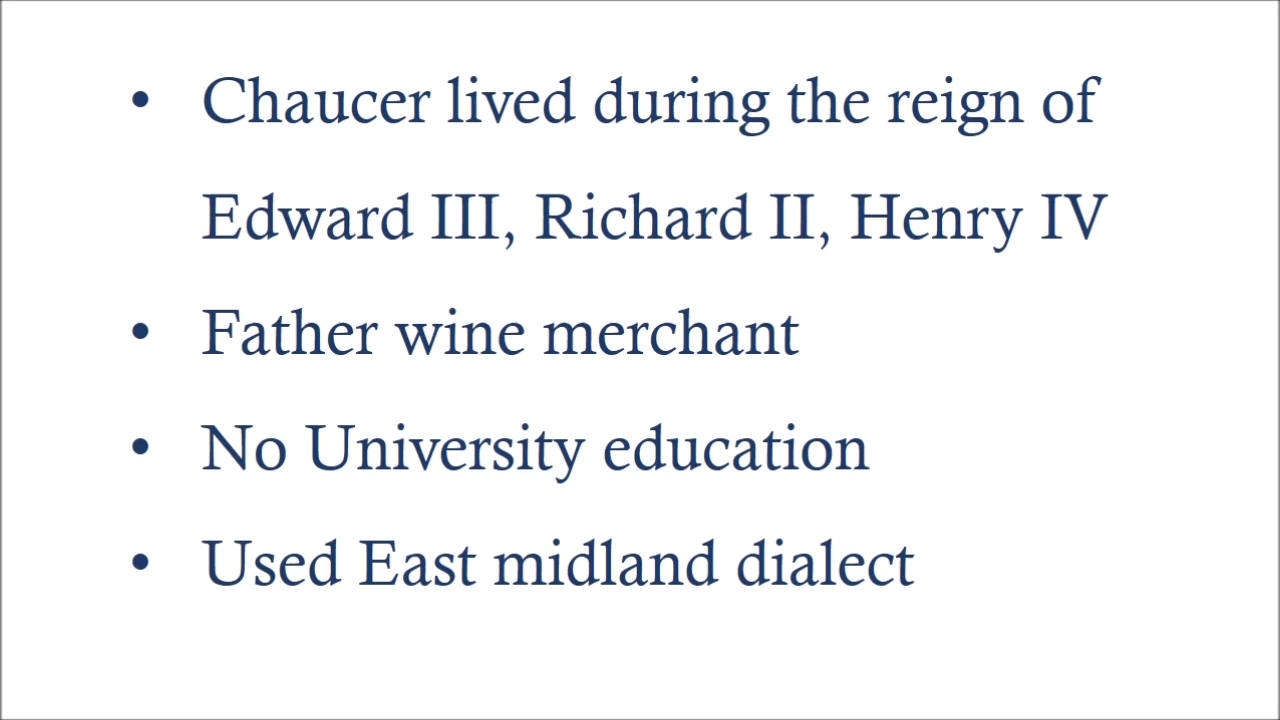 • Chaucer lived during the reign of
Edward III, Richard II, Henry IV
• Father wine merchant
• No University education
• Used East midland dialect